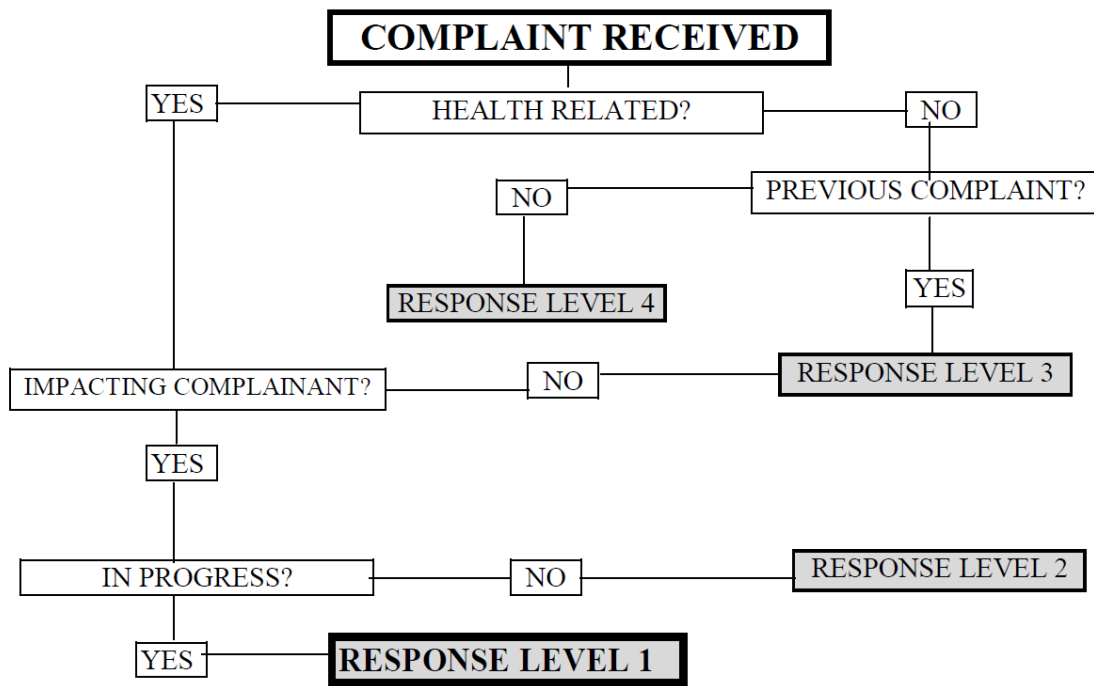 COMPLAINT RECEIVED
YES
HEALTH RELATED?
NO
NO
PREVIOUS COMPLAINT?
RESPONSE LEVEL 4
YES
IMPACTING COMPLAINANT?
NO
RESPONSE LEVEL 3
YES
IN PROGRESS?
NO
RESPONSE LEVEL 2
YES
RESPONSE LEVEL 1